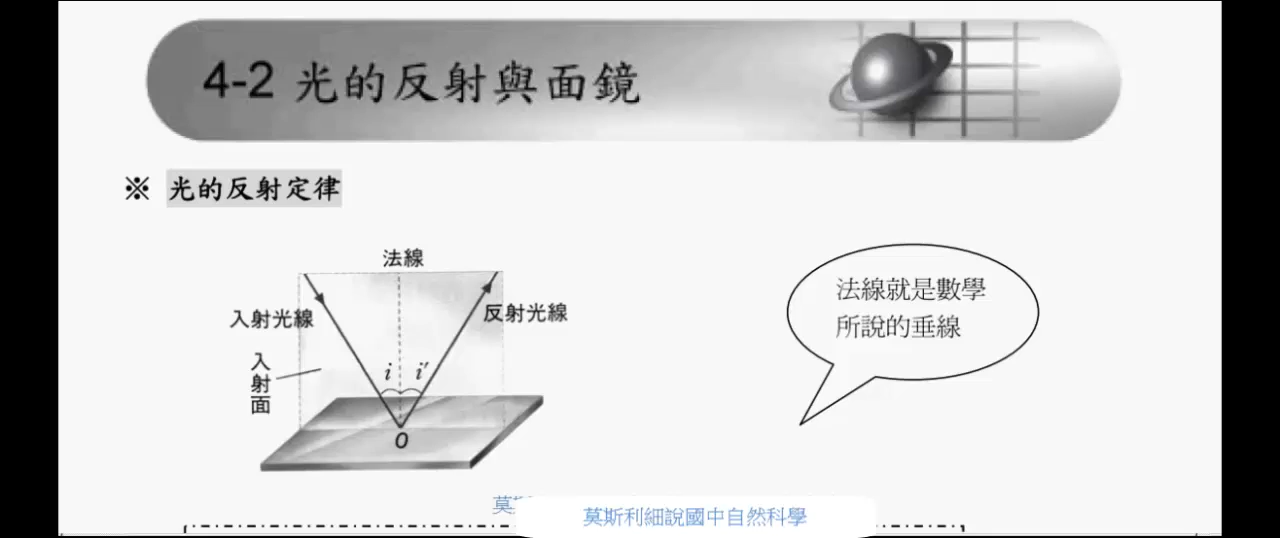 4-2 光的反射與面鏡
※ 光的反射定律
法線
入射光線
反射光線
入射面
i i′
O
法線就是數學
所說的垂線
莫
莫斯利細說國中自然科學